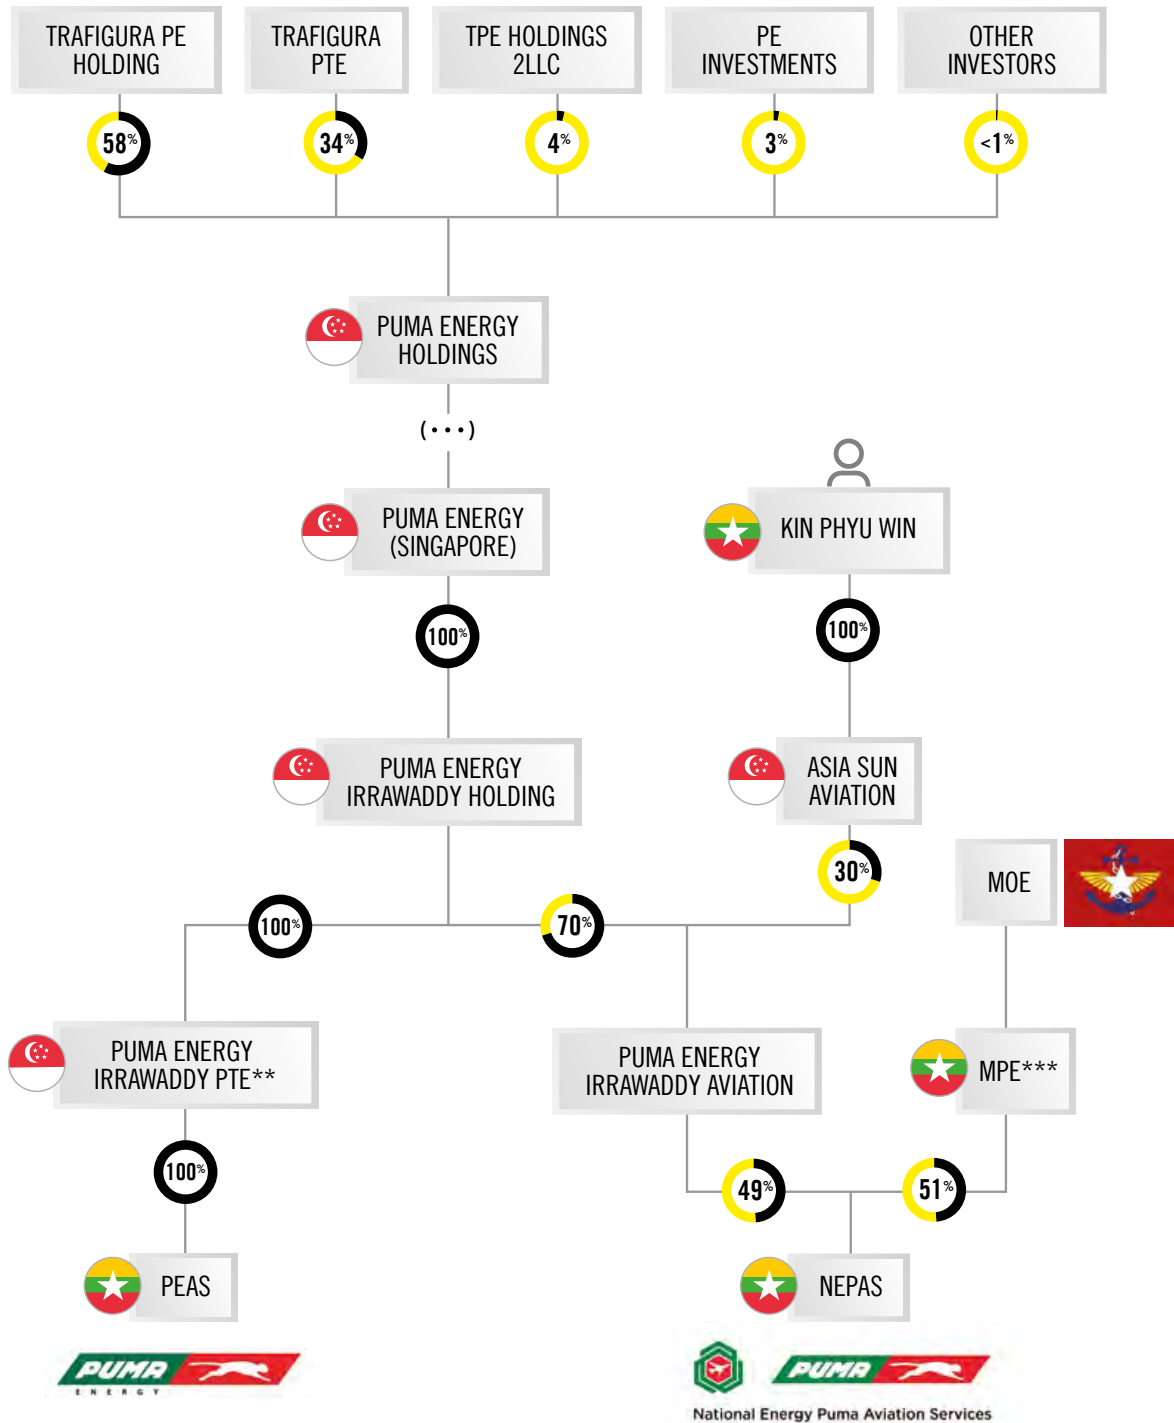 TRAFIGURA PE
HOLDING
TRAFIGURA
PTE
TPE HOLDINGS
2LLC
PE
INVESTMENTS
OTHER
INVESTORS
58%
34%
4%
3%
<1%
PUMA ENERGY
HOLDINGS
(···)
PUMA ENERGY
(SINGAPORE)
KIN PHYU WIN
100%
100%
PUMA ENERGY
IRRAWADDY HOLDING
ASIA SUN
AVIATION
30%
MOE
100%
70%
PUMA ENERGY
IRRAWADDY PTE**
PUMA ENERGY
IRRAWADDY AVIATION
MPE***
100%
49%
51%
PEAS
NEPAS
PUMA
ENERGY
PUMA
National Energy Puma Aviation Services